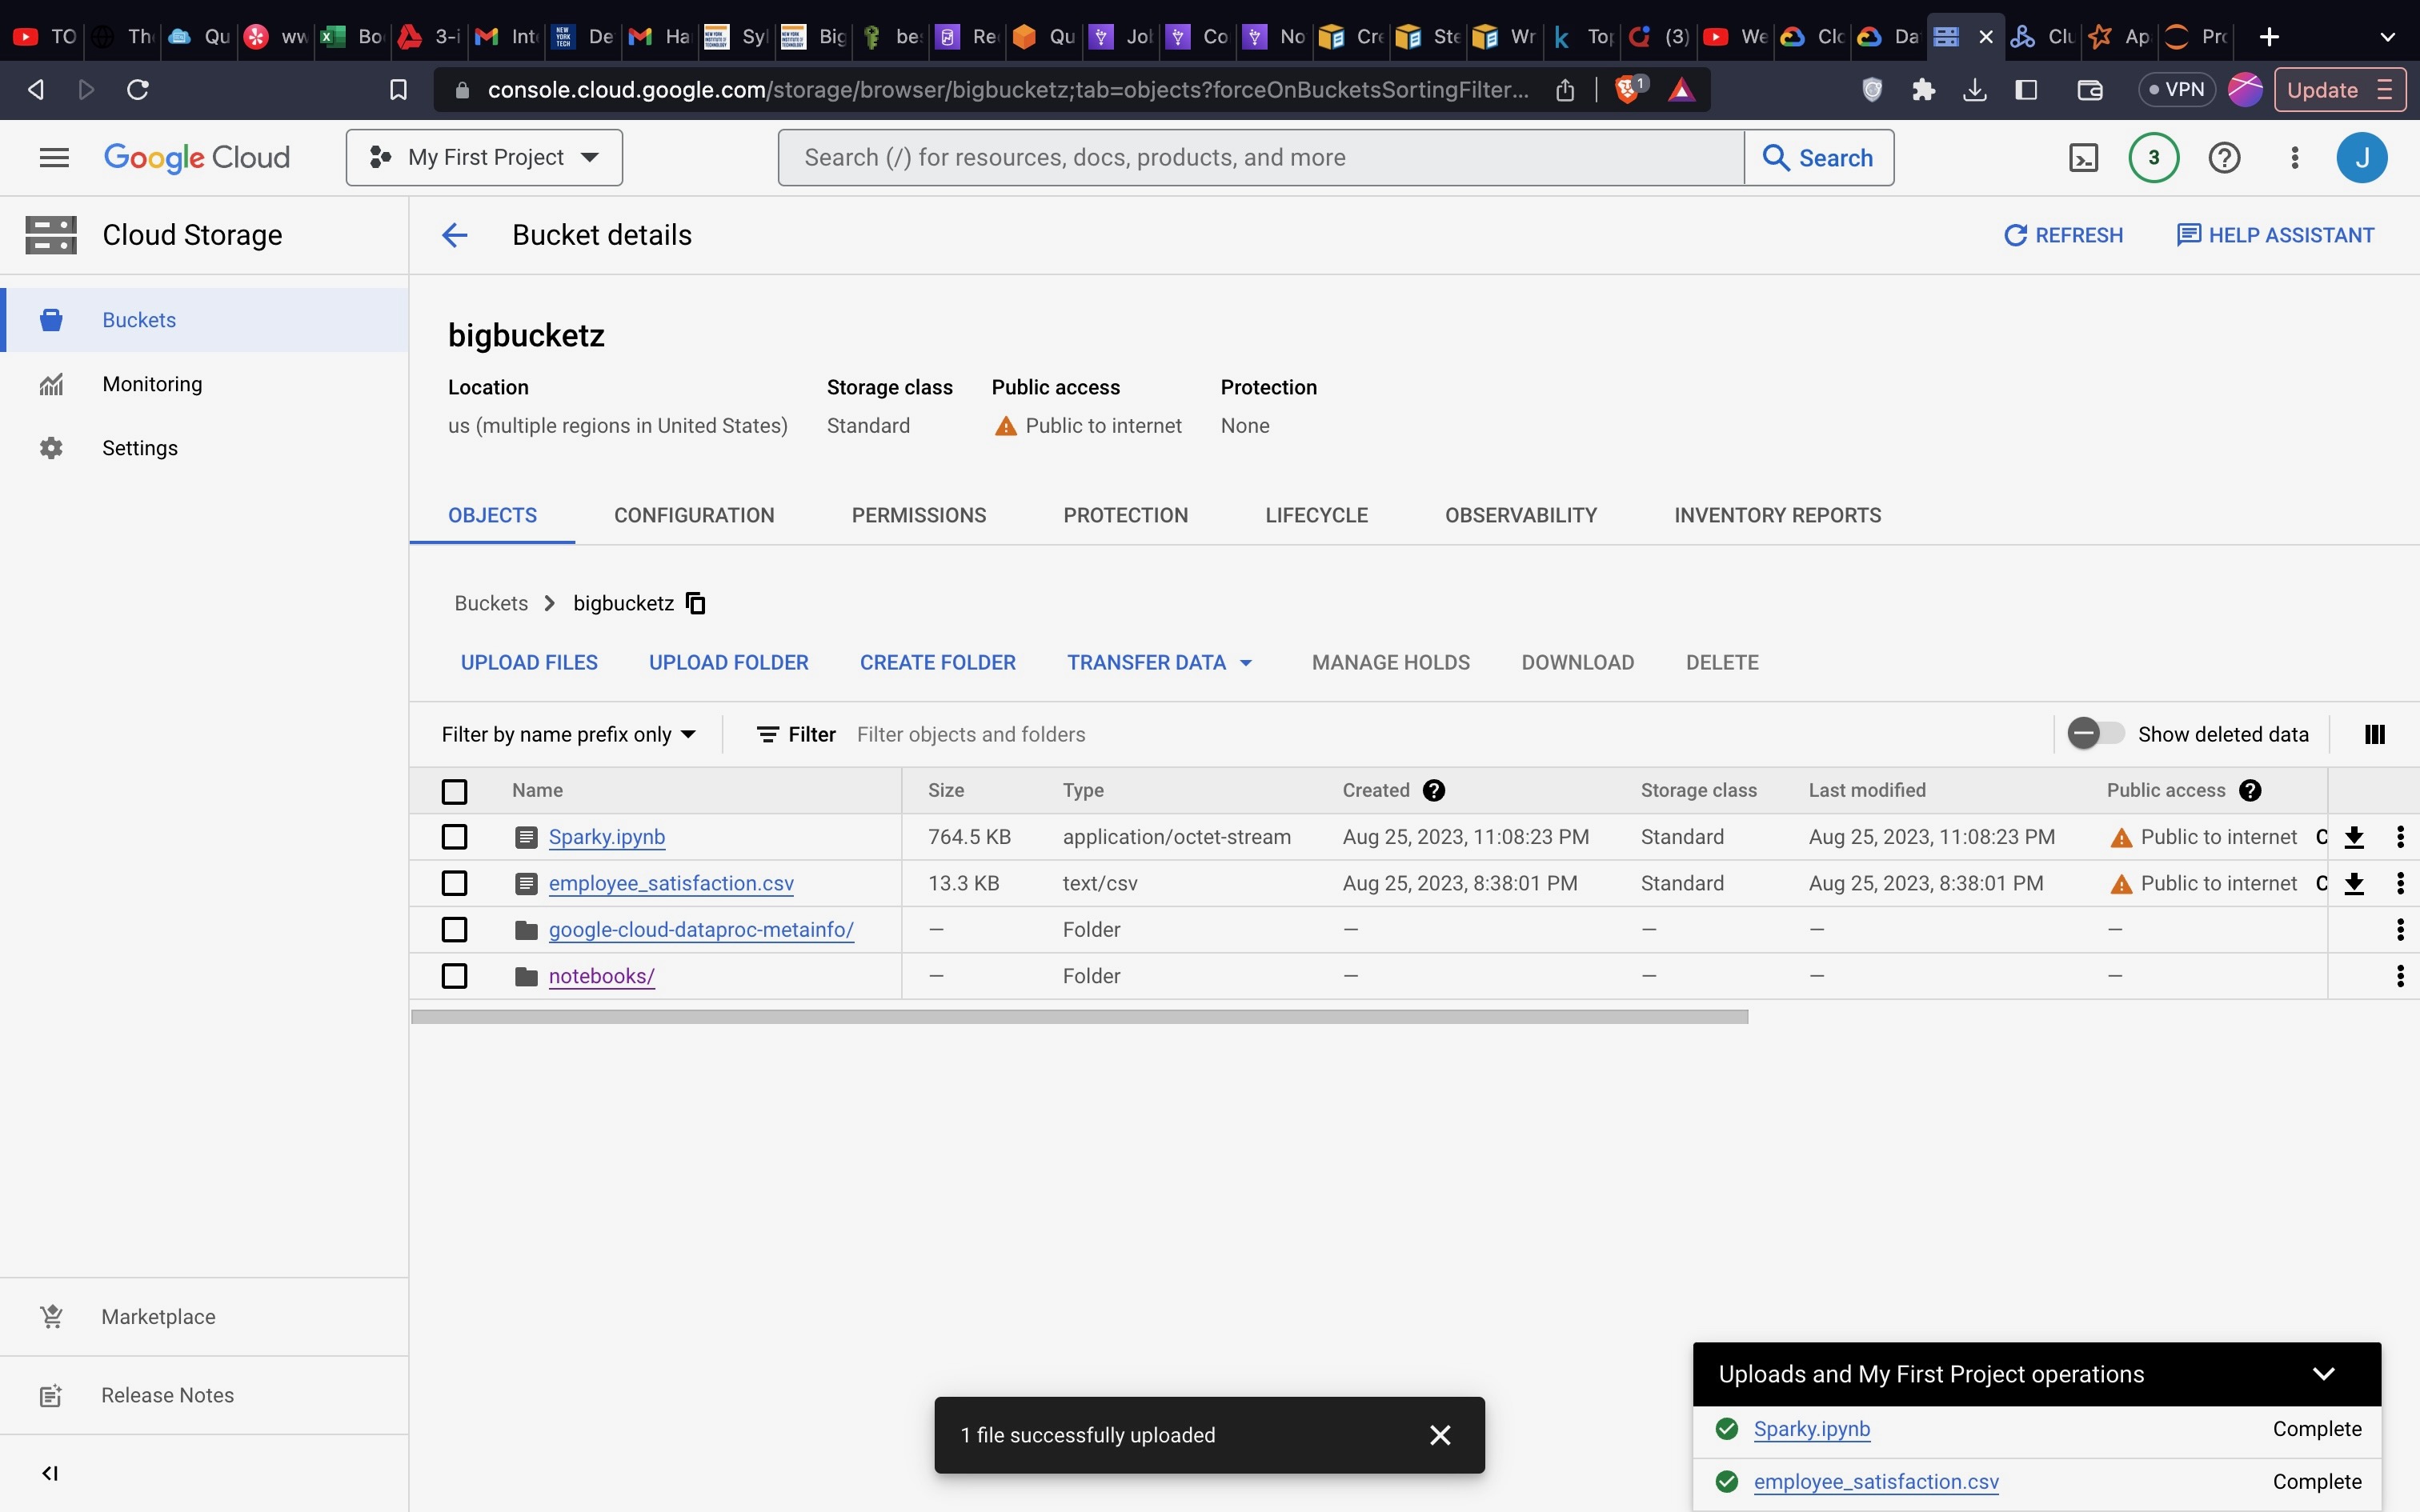 TO Th Qu ww Bo 3-i Int De Ha Syl Big be Re Qu Jol Co No Cre Ste Wr Top (3) We Clo Da Clu Ap Pro
console.cloud.google.com/storage/browser/bigbucketz;tab=objects?forceOnBucketsSortingFilter... 1 VPN Update
Google Cloud My First Project Search (/) for resources, docs, products, and more Search 3 J
Cloud Storage Bucket details REFRESH HELP ASSISTANT
Buckets
Monitoring
Settings
bigbucketz
Location Storage class Public access Protection
us (multiple regions in United States) Standard Public to internet None
OBJECTS CONFIGURATION PERMISSIONS PROTECTION LIFECYCLE OBSERVABILITY INVENTORY REPORTS
Buckets bigbucketz
UPLOAD FILES UPLOAD FOLDER CREATE FOLDER TRANSFER DATA MANAGE HOLDS DOWNLOAD DELETE
Filter by name prefix only Filter Filter objects and folders Show deleted data
Name Size Type Created Storage class Last modified Public access
Sparky.ipynb 764.5 KB application/octet-stream Aug 25, 2023, 11:08:23 PM Standard Aug 25, 2023, 11:08:23 PM Public to internet
employee_satisfaction.csv 13.3 KB text/csv Aug 25, 2023, 8:38:01 PM Standard Aug 25, 2023, 8:38:01 PM Public to internet
google-cloud-dataproc-metainfo/ — Folder — — — —
notebooks/ — Folder — — — —
Marketplace
Release Notes
1 file successfully uploaded
Uploads and My First Project operations
Sparky.ipynb Complete
employee_satisfaction.csv Complete